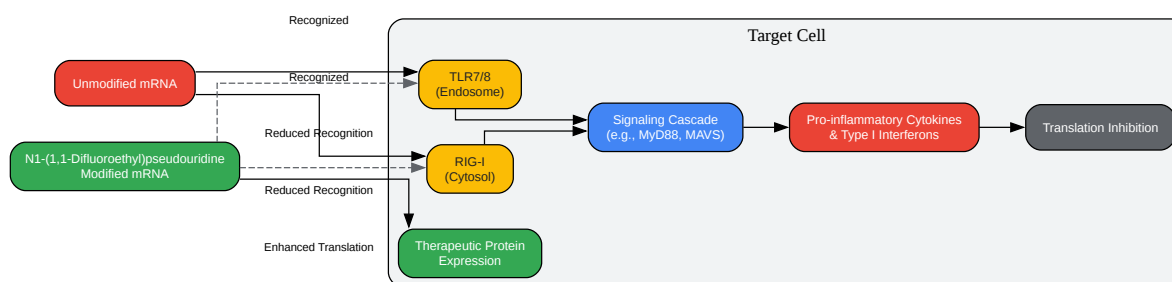 Recognized
Target Cell
Unmodified mRNA
Recognized
TLR7/8
(Endosome)
Signaling Cascade
(e.g., MyD88, MAVS)
Pro-inflammatory Cytokines
& Type I Interferons
Translation Inhibition
Reduced Recognition
N1-(1,1-Difluoroethyl)pseudouridine
Modified mRNA
RIG-I
(Cytosol)
Reduced Recognition
Enhanced Translation
Therapeutic Protein
Expression